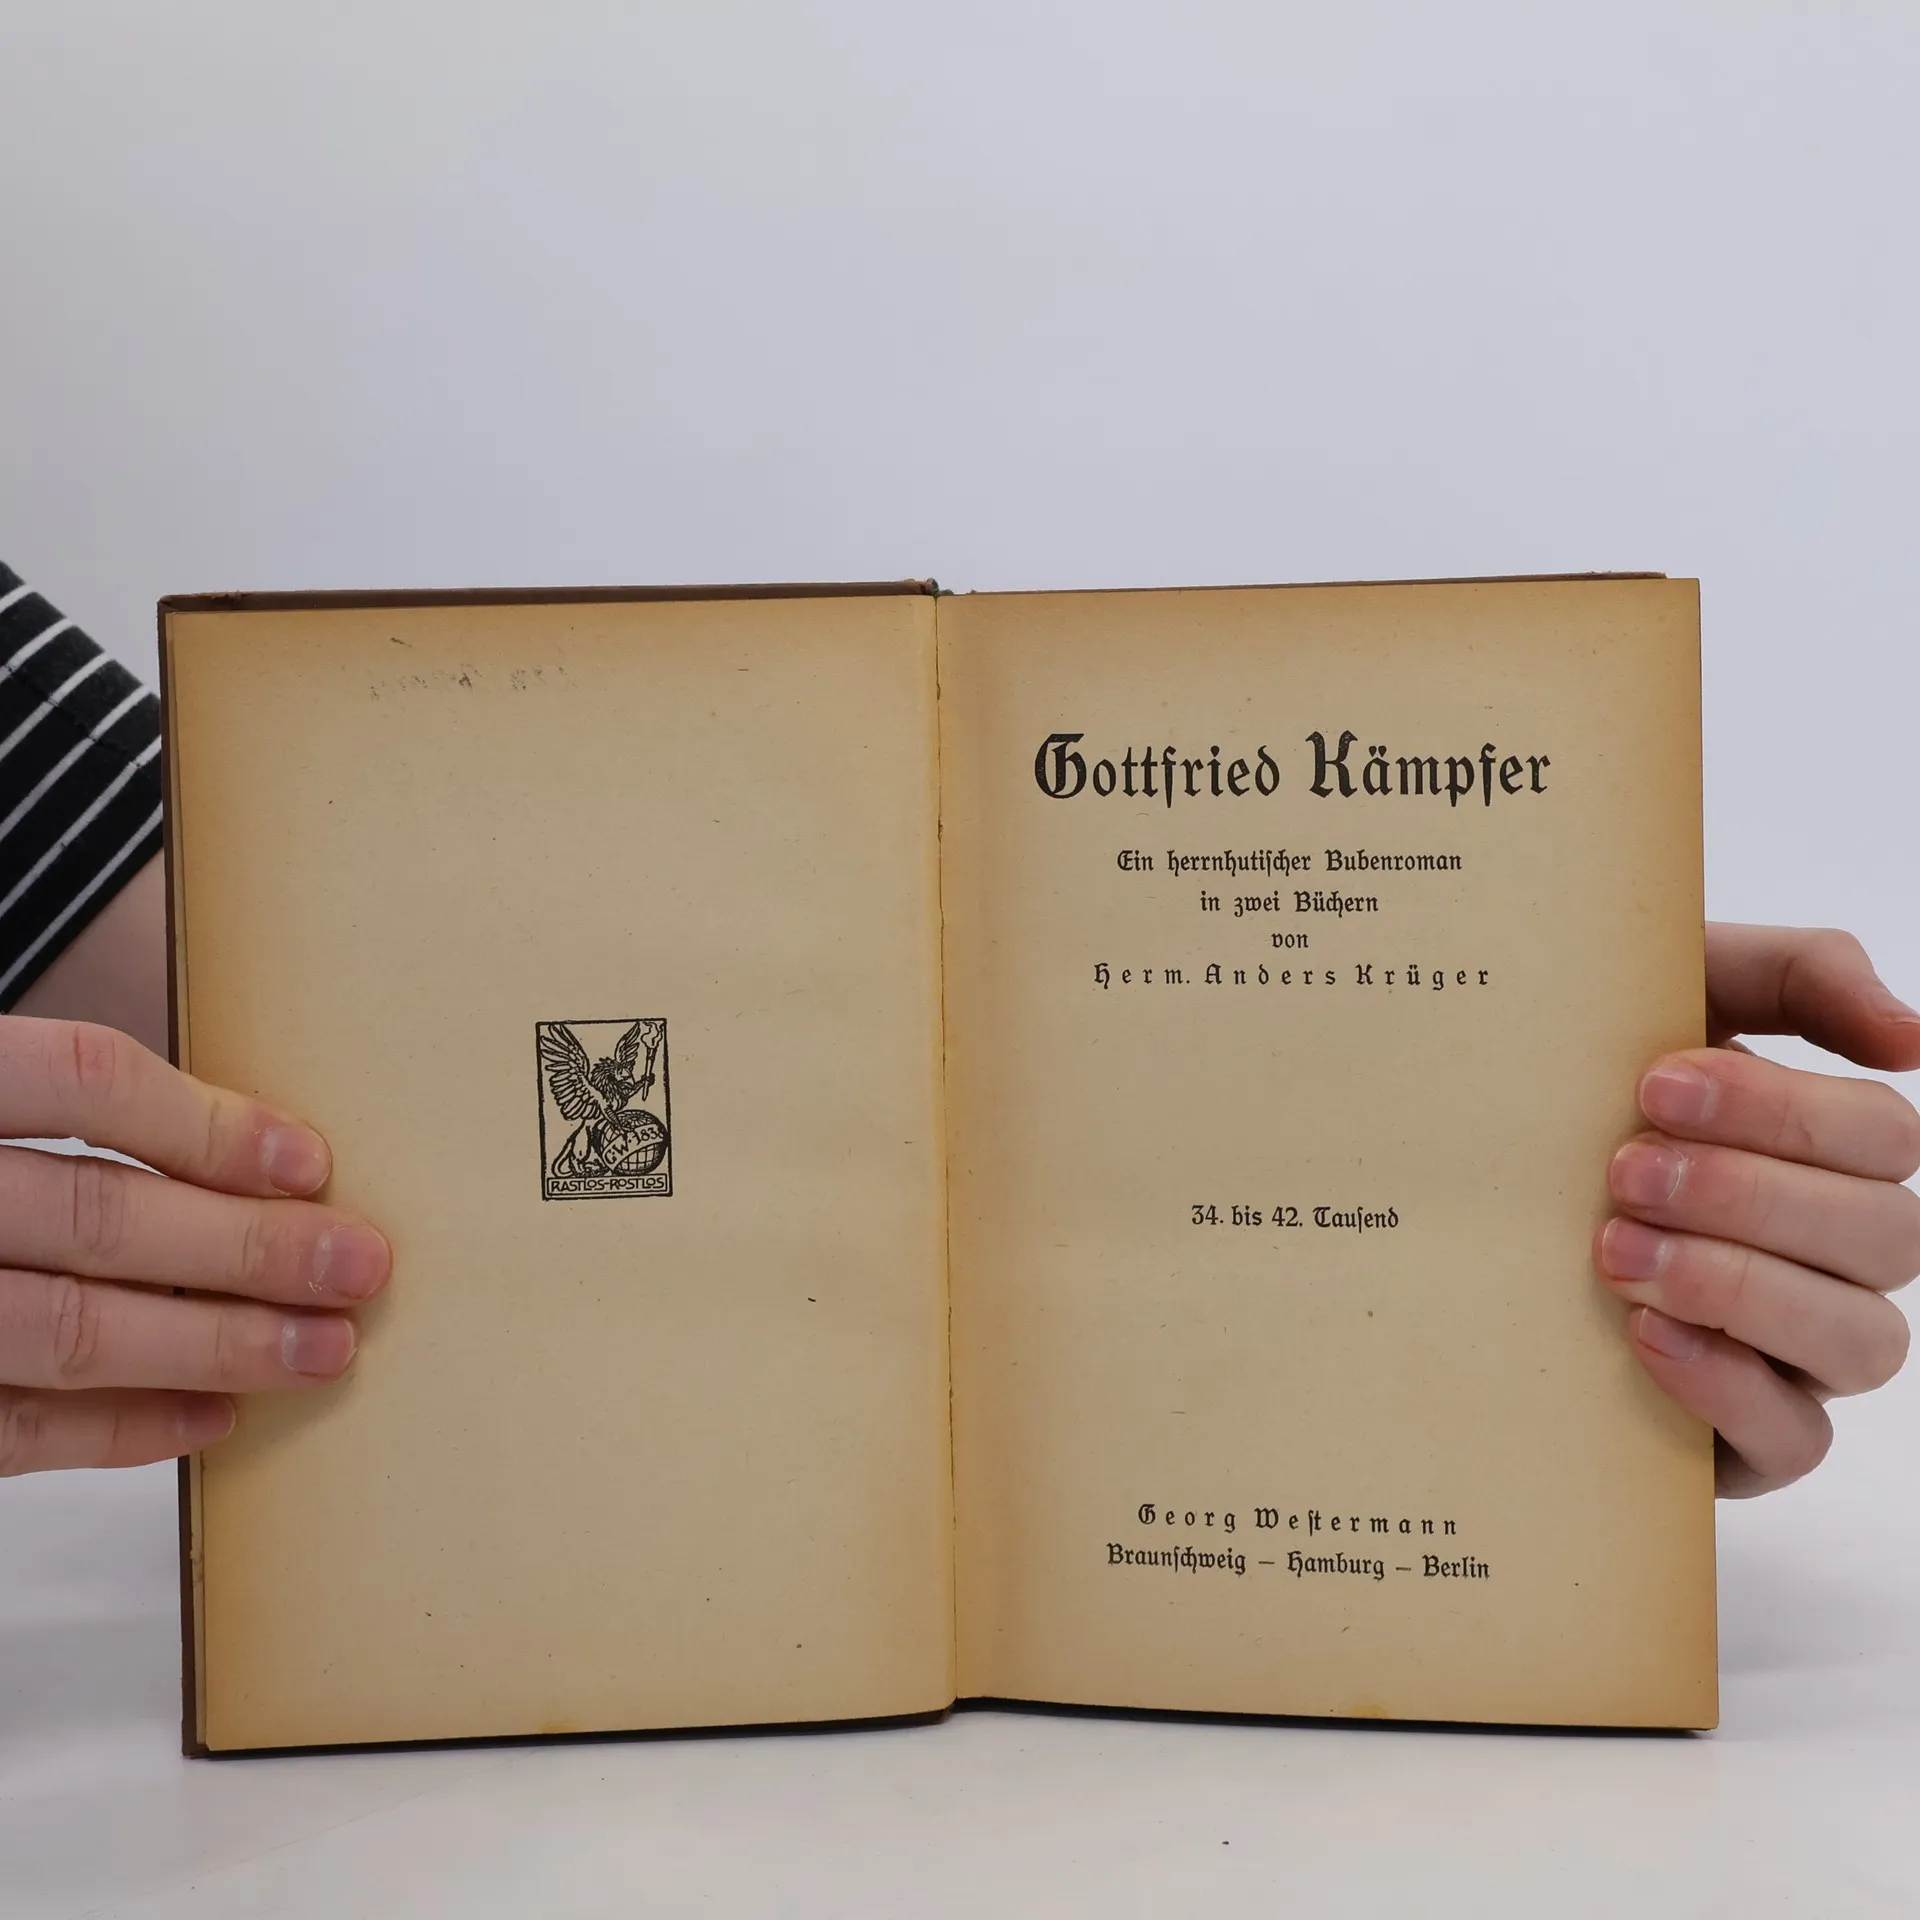 G.W. 1838
RASTLOS-ROSTLOS
Gottfried Kämpfer
Ein herrnhutiſcher Bubenroman
in zwei Büchern
von
Herm. Anders Krüger
34. bis 42. Tauſend
Georg Weſtermann
Braunſchweig – Hamburg – Berlin